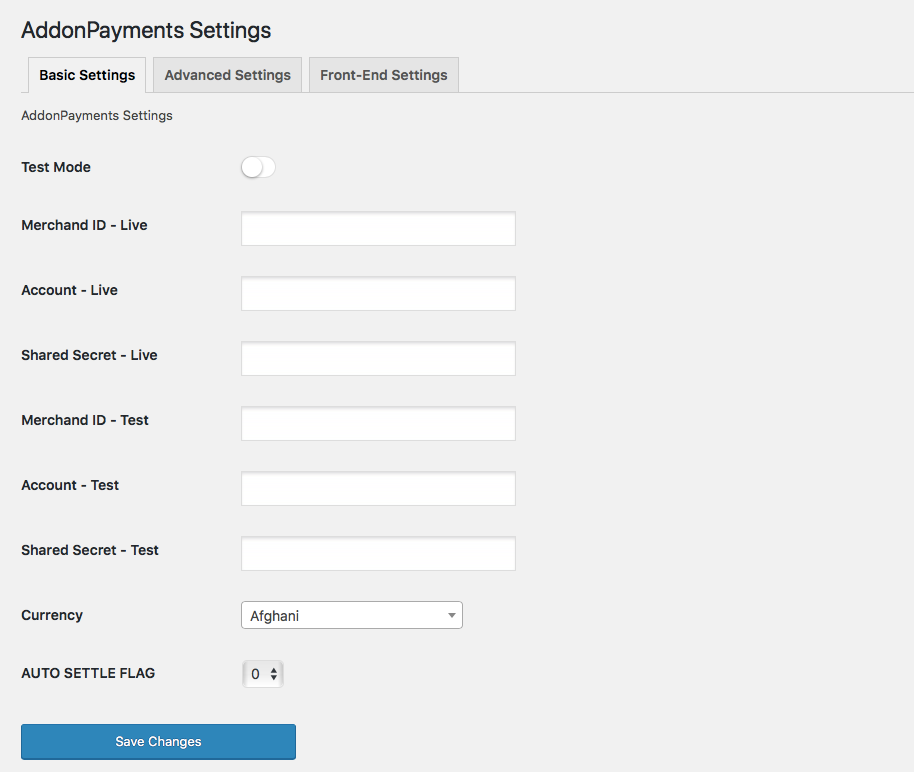 AddonPayments Settings
Basic Settings
Advanced Settings
Front-End Settings
AddonPayments Settings
Test Mode
Merchand ID - Live
Account - Live
Shared Secret - Live
Merchand ID - Test
Account - Test
Shared Secret - Test
Currency
Afghani
AUTO SETTLE FLAG
0
Save Changes